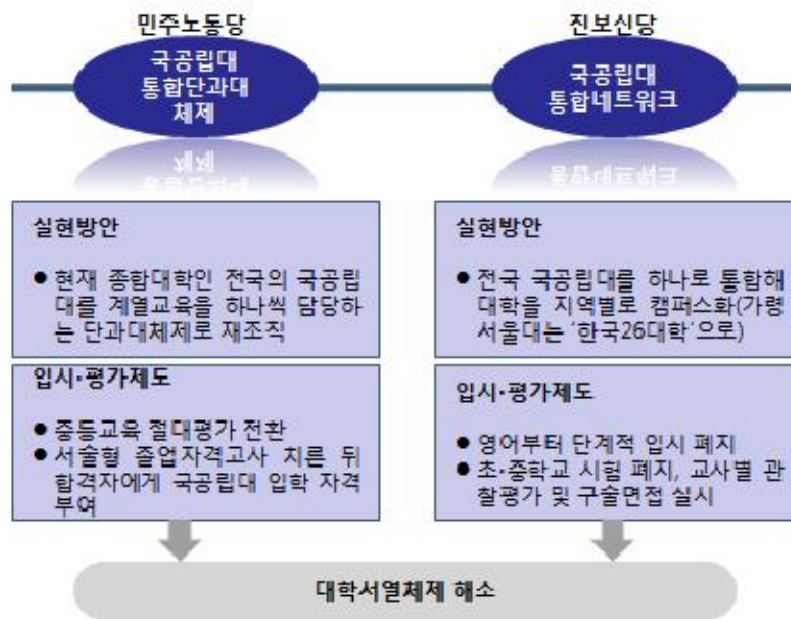 민주노동당
국공립대
통합단과대
체제
실현방안
● 현재 종합대학인 전국의 국공립
대를 계열교육을 하나씩 담당하
는 단과대체제로 재조직
입시·평가제도
● 중등교육 절대평가 전환
● 서술형 졸업자격고사 치른 뒤
합격자에게 국공립대 입학 자격
부여
진보신당
국공립대
통합네트워크
실현방안
● 전국 국공립대를 하나로 통합해
대학을 지역별로 캠퍼스화(가령
서울대는 '한국26대학'으로)
입시·평가제도
● 영어부터 단계적 입시 폐지
● 초·중학교 시험 폐지, 교사별 관
찰평가 및 구술면접 실시
대학서열체제 해소